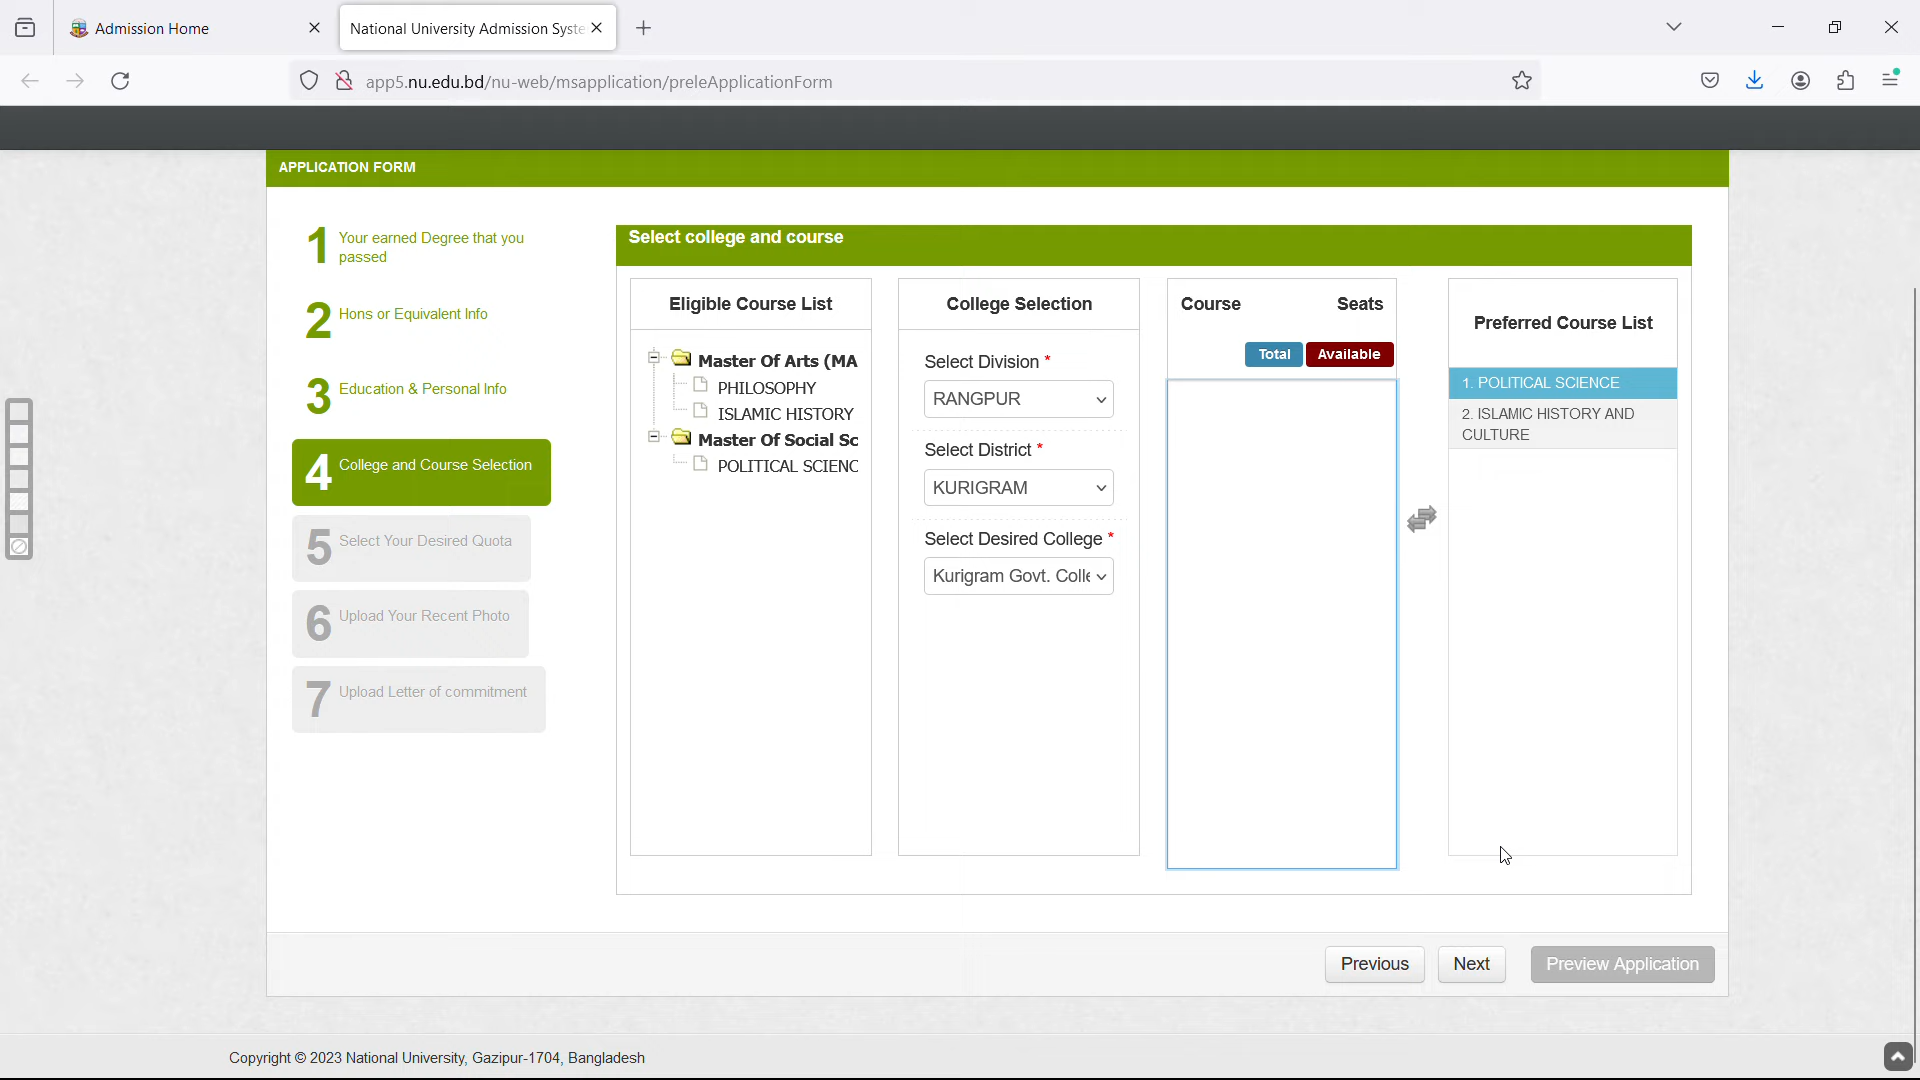 Admission Home
National University Admission Syste
app5.nu.edu.bd/nu-web/msapplication/preleApplicationForm
APPLICATION FORM
1 Your earned Degree that you
passed
2 Hons or Equivalent Info
3 Education & Personal Info
4 College and Course Selection
5 Select Your Desired Quota
6 Upload Your Recent Photo
7 Upload Letter of commitment
Select college and course
Eligible Course List
Master Of Arts (MA
PHILOSOPHY
ISLAMIC HISTORY
Master Of Social Sc
POLITICAL SCIENC
College Selection
Select Division *
RANGPUR
Select District *
KURIGRAM
Select Desired College *
Kurigram Govt. Colle
Course Seats
Total Available
Preferred Course List
1. POLITICAL SCIENCE
2. ISLAMIC HISTORY AND
CULTURE
Previous Next Preview Application
Copyright © 2023 National University, Gazipur-1704, Bangladesh